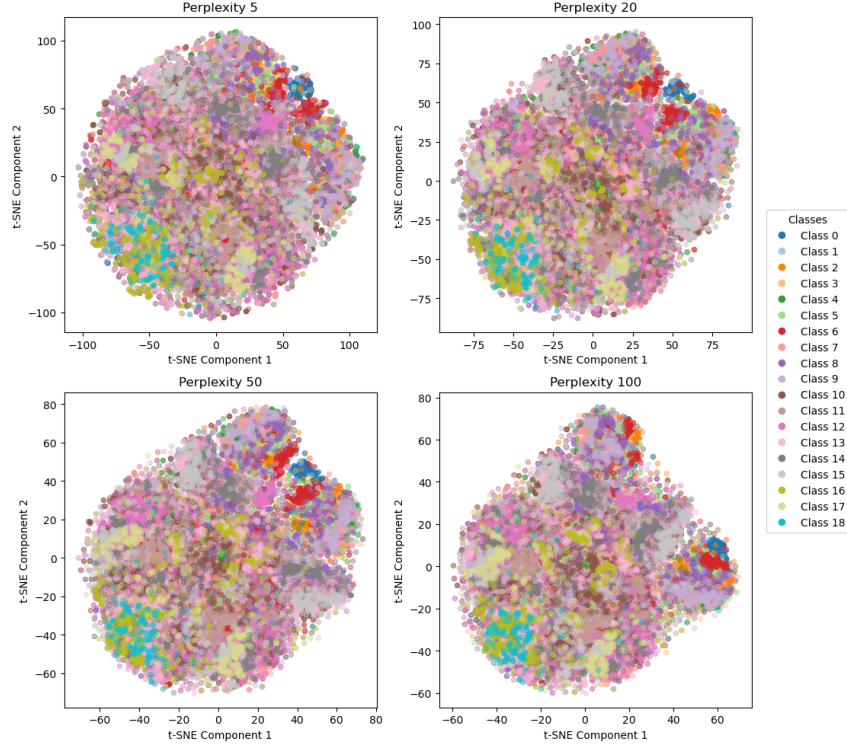 Perplexity 5
t-SNE Component 2
100
50
0
−50
−100
−100
−50
0
50
100
t-SNE Component 1
Perplexity 20
t-SNE Component 2
100
75
50
25
0
−25
−50
−75
−75
−50
−25
0
25
50
75
t-SNE Component 1
Perplexity 50
t-SNE Component 2
80
60
40
20
0
−20
−40
−60
−60
−40
−20
0
20
40
60
80
t-SNE Component 1
Perplexity 100
t-SNE Component 2
80
60
40
20
0
−20
−40
−60
−60
−40
−20
0
20
40
60
t-SNE Component 1
Classes
Class 0
Class 1
Class 2
Class 3
Class 4
Class 5
Class 6
Class 7
Class 8
Class 9
Class 10
Class 11
Class 12
Class 13
Class 14
Class 15
Class 16
Class 17
Class 18